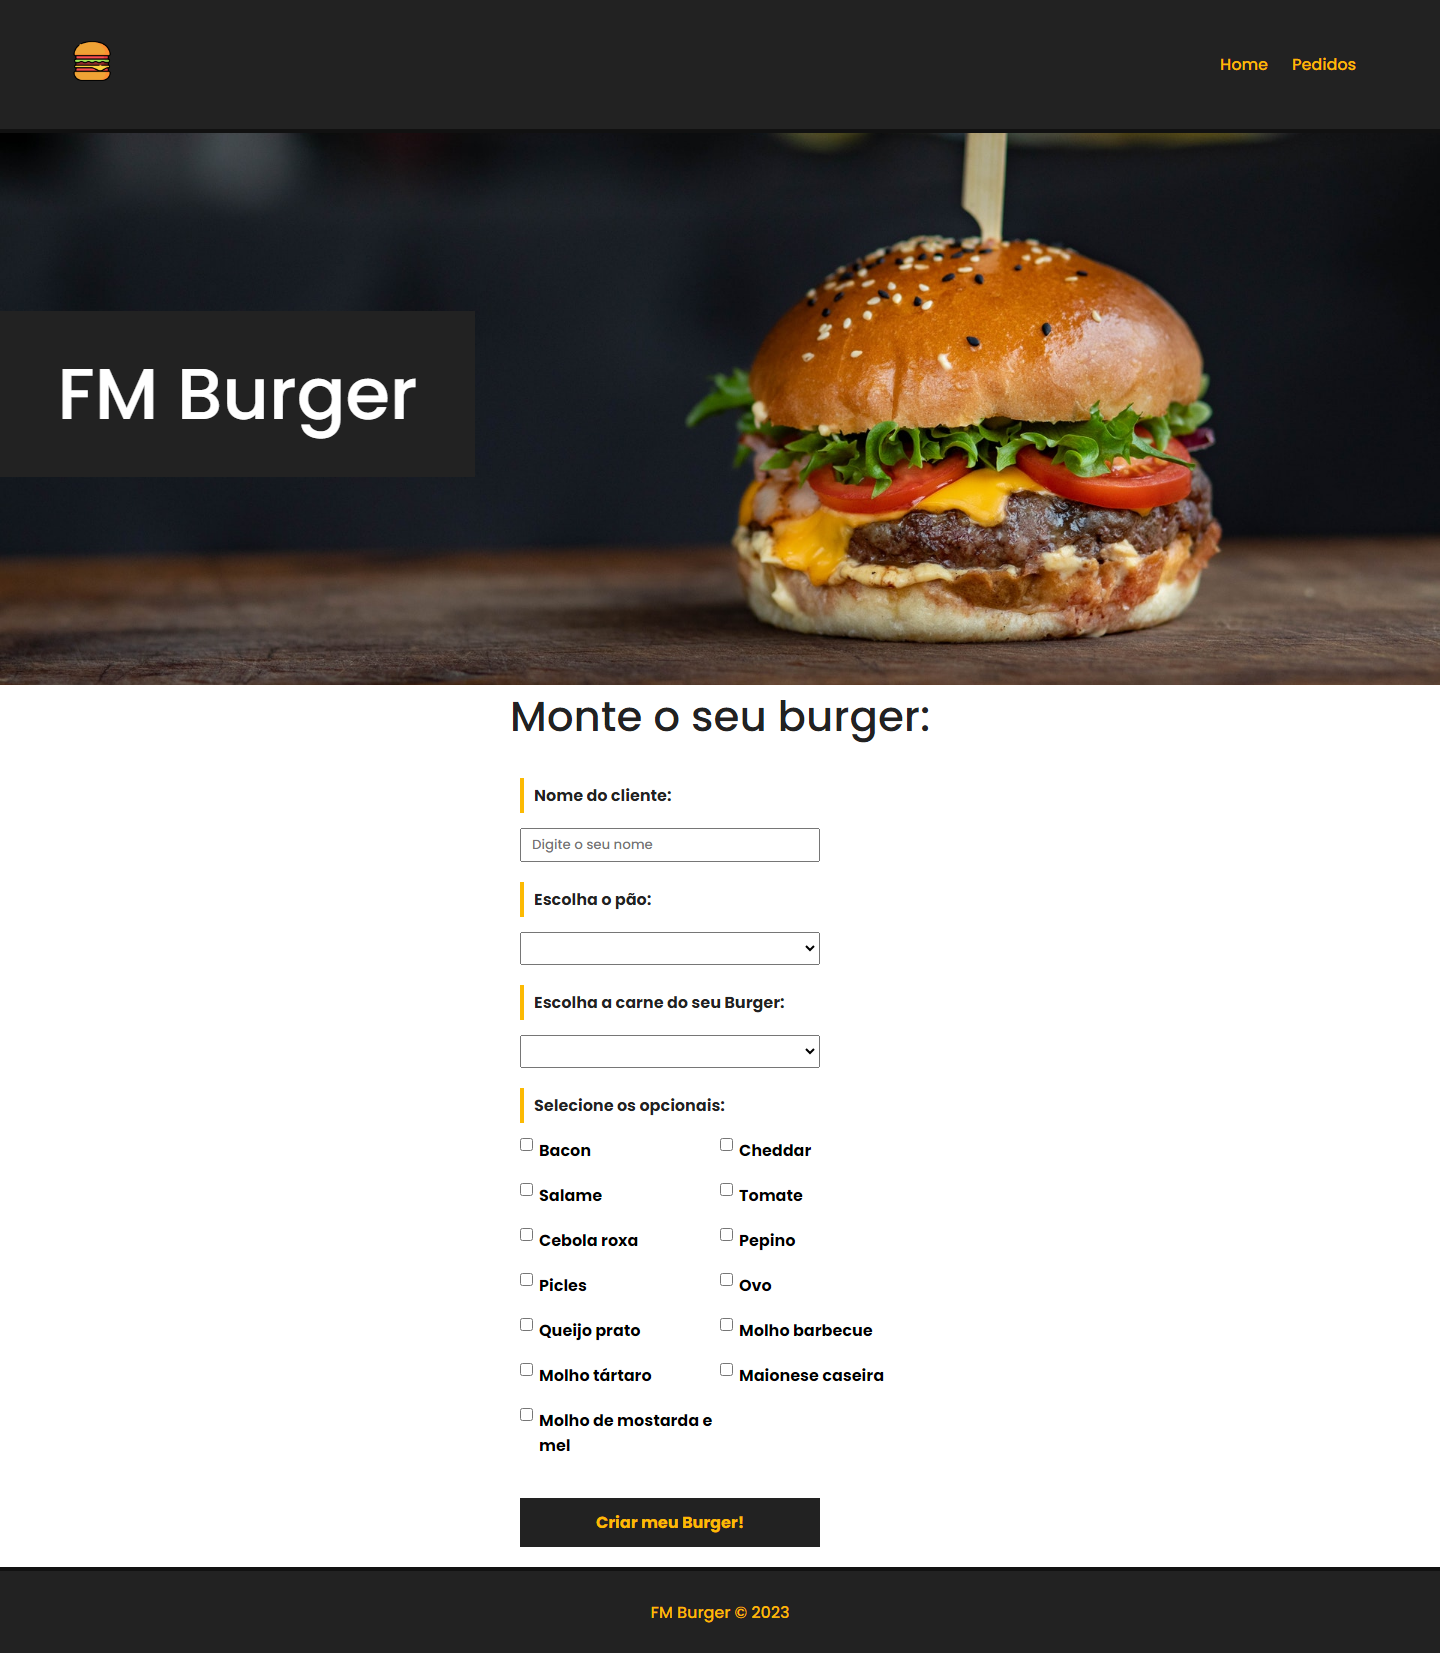 Home Pedidos
FM Burger
Monte o seu burger:
Nome do cliente:
Digite o seu nome
Escolha o pão:
Escolha a carne do seu Burger:
Selecione os opcionais:
Bacon Cheddar
Salame Tomate
Cebola roxa Pepino
Picles Ovo
Queijo prato Molho barbecue
Molho tártaro Maionese caseira
Molho de mostarda e
mel
Criar meu Burger!
FM Burger © 2023